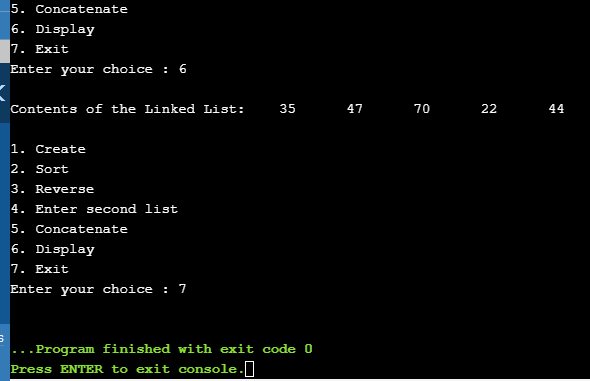 5. Concatenate
6. Display
7. Exit
Enter your choice : 6
Contents of the Linked List: 35 47 70 22 44
1. Create
2. Sort
3. Reverse
4. Enter second list
5. Concatenate
6. Display
7. Exit
Enter your choice : 7
...Program finished with exit code 0
Press ENTER to exit console.